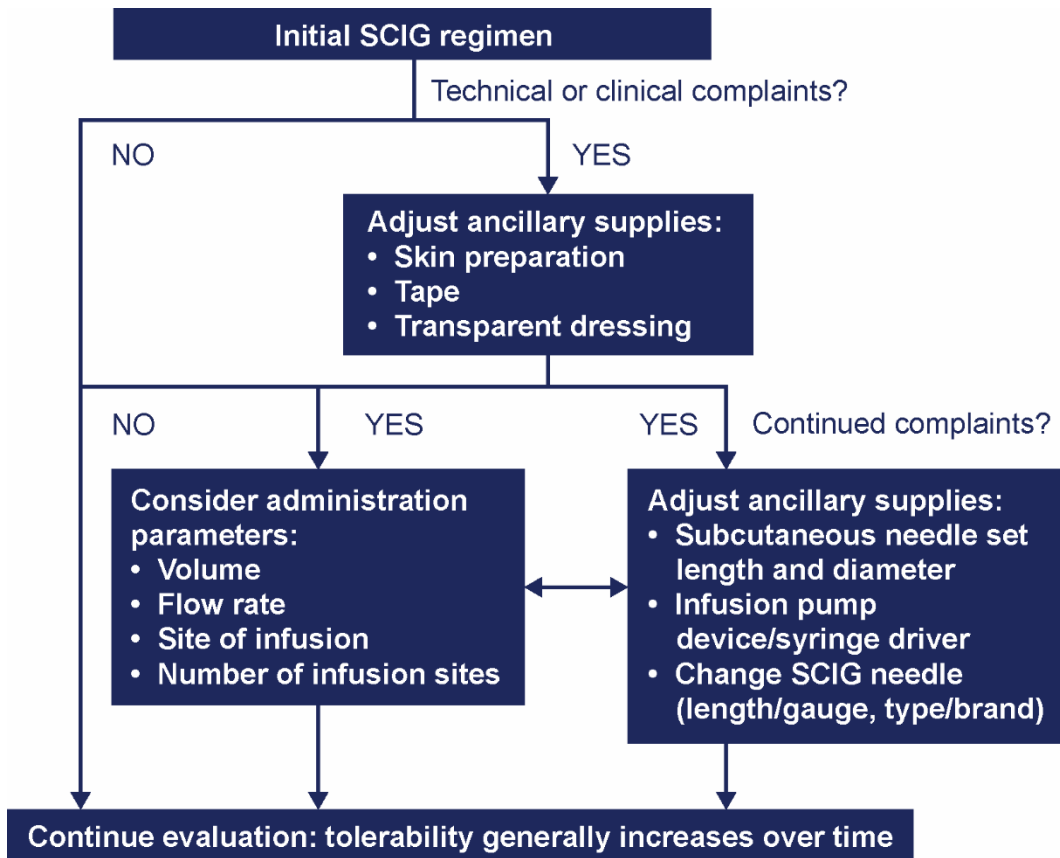 Initial SCIG regimen
Technical or clinical complaints?
NO
YES
Adjust ancillary supplies:
• Skin preparation
• Tape
• Transparent dressing
NO
YES
YES
Continued complaints?
Consider administration
parameters:
• Volume
• Flow rate
• Site of infusion
• Number of infusion sites
Adjust ancillary supplies:
• Subcutaneous needle set
length and diameter
• Infusion pump
device/syringe driver
• Change SCIG needle
(length/gauge, type/brand)
Continue evaluation: tolerability generally increases over time